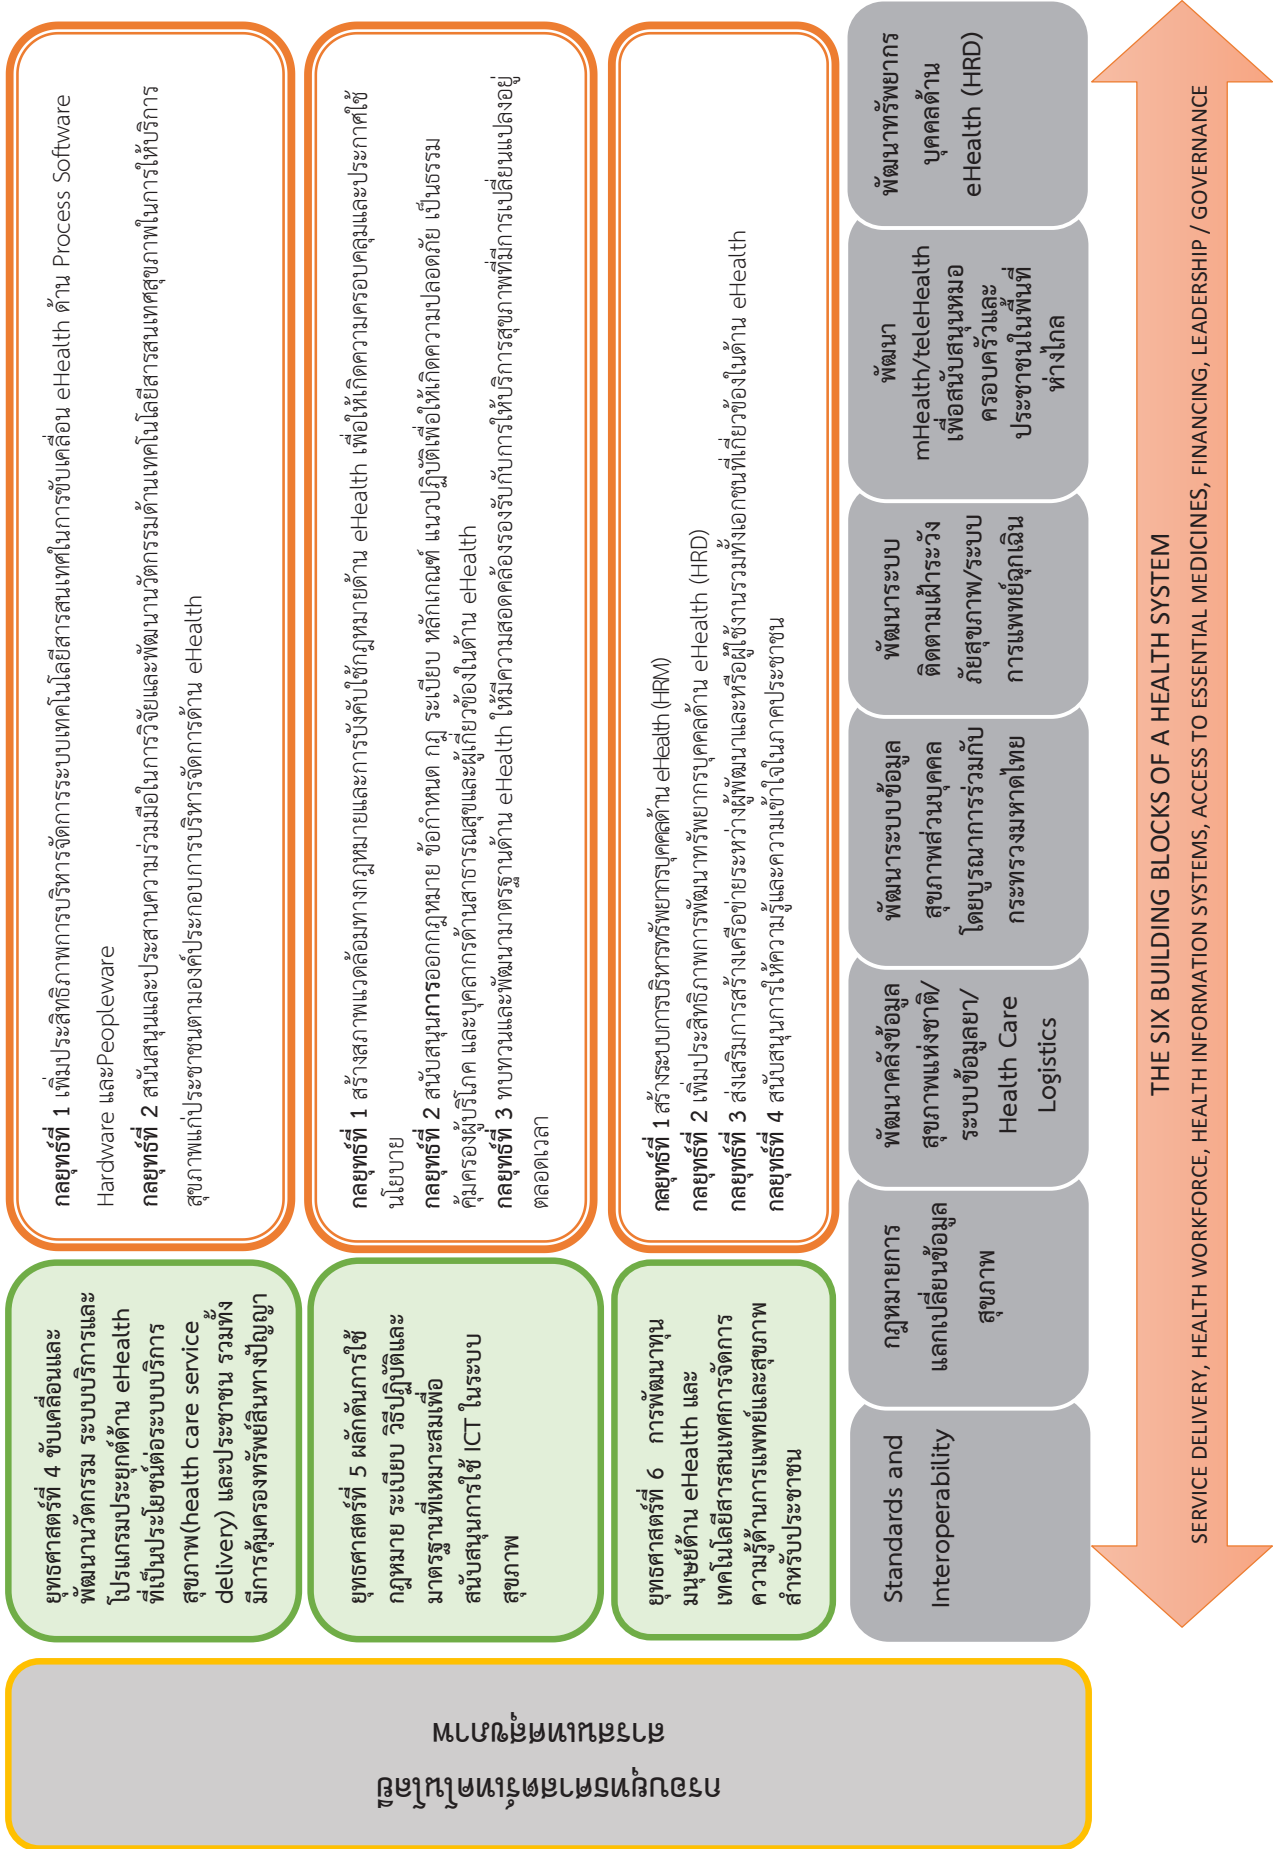 กรอบยุทธศาสตร์เทคโนโลยี
สารสนเทศสุขภาพ
ยุทธศาสตร์ที่ 4 ขับเคลื่อนและ
พัฒนานวัตกรรม ระบบบริการและ
โปรแกรมประยุกต์ด้าน eHealth
ที่เป็นประโยชน์ต่อระบบบริการ
สุขภาพ(health care service
delivery) และประชาชน รวมทั้ง
มีการคุ้มครองทรัพย์สินทางปัญญา
กลยุทธ์ที่ 1 เพิ่มประสิทธิภาพการบริหารจัดการระบบเทคโนโลยีสารสนเทศในการขับเคลื่อน eHealth ด้าน Process Software
Hardware และPeopleware
กลยุทธ์ที่ 2 สนับสนุนและประสานความร่วมมือในการวิจัยและพัฒนานวัตกรรมด้านเทคโนโลยีสารสนเทศสุขภาพในการให้บริการ
สุขภาพแก่ประชาชนตามองค์ประกอบการบริหารจัดการด้าน eHealth
ยุทธศาสตร์ที่ 5 ผลักดันการใช้
กฎหมาย ระเบียบ วิธีปฏิบัติและ
มาตรฐานที่เหมาะสมเพื่อ
สนับสนุนการใช้ ICT ในระบบ
สุขภาพ
กลยุทธ์ที่ 1 สร้างสภาพแวดล้อมทางกฎหมายและการบังคับใช้กฎหมายด้าน eHealth เพื่อให้เกิดความครอบคลุมและประกาศใช้
นโยบาย
กลยุทธ์ที่ 2 สนับสนุนการออกกฎหมาย ข้อกำหนด กฎ ระเบียบ หลักเกณฑ์ แนวปฏิบัติเพื่อให้เกิดความปลอดภัย เป็นธรรม
คุ้มครองผู้บริโภค และบุคลากรด้านสาธารณสุขและผู้เกี่ยวข้องในด้าน eHealth
กลยุทธ์ที่ 3 ทบทวนและพัฒนามาตรฐานด้าน eHealth ให้มีความสอดคล้องรองรับกับการให้บริการสุขภาพที่มีการเปลี่ยนแปลงอยู่
ตลอดเวลา
ยุทธศาสตร์ที่ 6 การพัฒนาทุน
มนุษย์ด้าน eHealth และ
เทคโนโลยีสารสนเทศการจัดการ
ความรู้ด้านการแพทย์และสุขภาพ
สำหรับประชาชน
กลยุทธ์ที่ 1 สร้างระบบการบริหารทรัพยากรบุคคลด้าน eHealth (HRM)
กลยุทธ์ที่ 2 เพิ่มประสิทธิภาพการพัฒนาทรัพยากรบุคคลด้าน eHealth (HRD)
กลยุทธ์ที่ 3 ส่งเสริมการสร้างเครือข่ายระหว่างผู้พัฒนาและหรือผู้ใช้งานรวมทั้งเอกชนที่เกี่ยวข้องในด้าน eHealth
กลยุทธ์ที่ 4 สนับสนุนการให้ความรู้และความเข้าใจในภาคประชาชน
Standards and
Interoperability
กฎหมายการ
แลกเปลี่ยนข้อมูล
สุขภาพ
พัฒนาคลังข้อมูล
สุขภาพแห่งชาติ/
ระบบข้อมูลยา/
Health Care
Logistics
พัฒนาระบบข้อมูล
สุขภาพส่วนบุคคล
โดยบูรณาการร่วมกับ
กระทรวงมหาดไทย
พัฒนาระบบ
ติดตามเฝ้าระวัง
ภัยสุขภาพ/ระบบ
การแพทย์ฉุกเฉิน
พัฒนา
mHealth/teleHealth
เพื่อสนับสนุนหมอ
ครอบครัวและ
ประชาชนในพื้นที่
ห่างไกล
พัฒนาทรัพยากร
บุคคลด้าน
eHealth (HRD)
THE SIX BUILDING BLOCKS OF A HEALTH SYSTEM
SERVICE DELIVERY, HEALTH WORKFORCE, HEALTH INFORMATION SYSTEMS, ACCESS TO ESSENTIAL MEDICINES, FINANCING, LEADERSHIP / GOVERNANCE